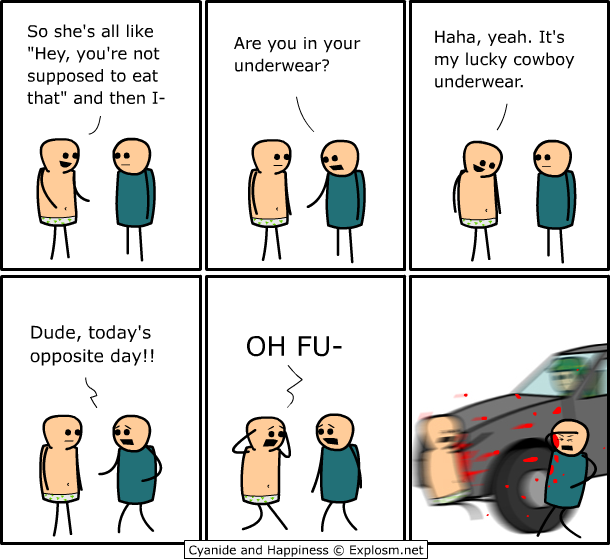 So she's all like
"Hey, you're not
supposed to eat
that" and then I-
Are you in your
underwear?
Haha, yeah. It's
my lucky cowboy
underwear.
Dude, today's
opposite day!!
OH FU-
Cyanide and Happiness © Explosm.net